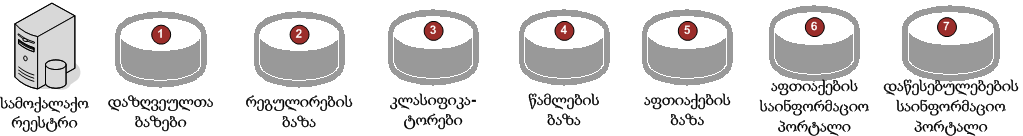 1
2
3
4
5
6
7
სამოქალაქო
რეესტრი
დაზღვეულთა
ბაზები
რეგულირების
ბაზა
კლასიფიკა-
ტორები
წამლების
ბაზა
აფთიაქების
ბაზა
აფთიაქების
საინფორმაციო
პორტალი
დაწესებულებების
საინფორმაციო
პორტალი